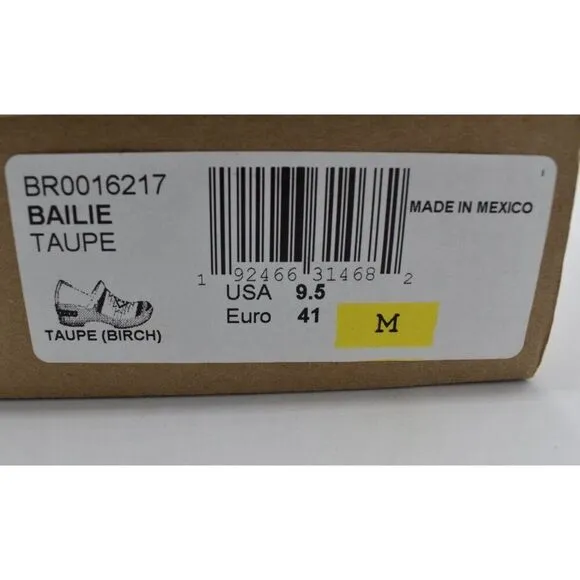 BR0016217
BAILIE
TAUPE
TAUPE (BIRCH)
1 92466 31468 2
USA 9.5
Euro 41
M
MADE IN MEXICO